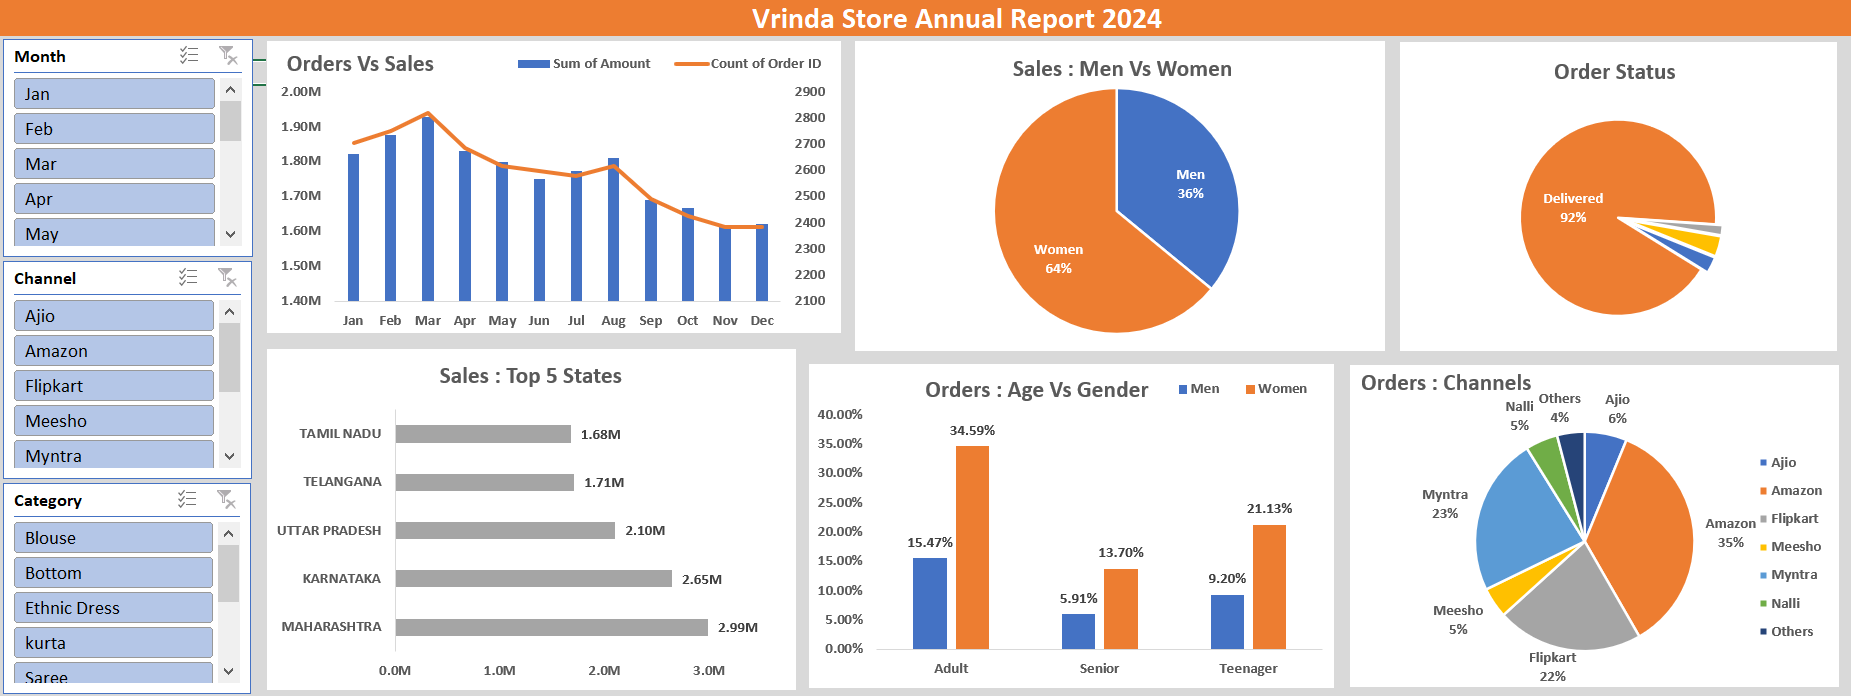 Vrinda Store Annual Report 2024
Month
Jan
Feb
Mar
Apr
May
Channel
Ajio
Amazon
Flipkart
Meesho
Myntra
Category
Blouse
Bottom
Ethnic Dress
kurta
Saree
Orders Vs Sales
Sum of Amount
Count of Order ID
2.00M
1.90M
1.80M
1.70M
1.60M
1.50M
1.40M
2900
2800
2700
2600
2500
2400
2300
2200
2100
Jan Feb Mar Apr May Jun Jul Aug Sep Oct Nov Dec
Sales : Men Vs Women
Men
36%
Women
64%
Order Status
Delivered
92%
Sales : Top 5 States
TAMIL NADU 1.68M
TELANGANA 1.71M
UTTAR PRADESH 2.10M
KARNATAKA 2.65M
MAHARASHTRA 2.99M
0.0M 1.0M 2.0M 3.0M
Orders : Age Vs Gender
Men
Women
40.00%
35.00%
30.00%
25.00%
20.00%
15.00%
10.00%
5.00%
0.00%
15.47%
34.59%
5.91%
13.70%
9.20%
21.13%
Adult Senior Teenager
Orders : Channels
Nalli
5%
Others
4%
Ajio
6%
Myntra
23%
Amazon
35%
Meesho
5%
Flipkart
22%
Ajio
Amazon
Flipkart
Meesho
Myntra
Nalli
Others